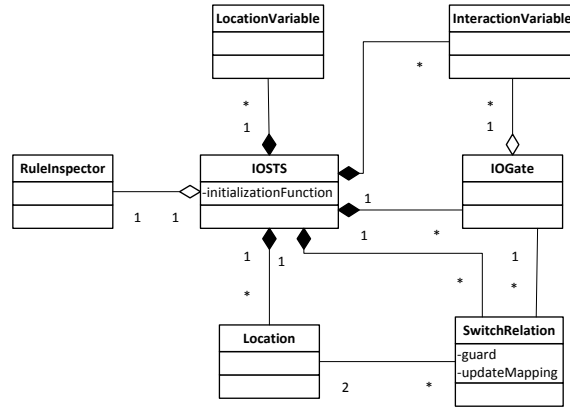 LocationVariable
InteractionVariable
*
*
*
1
1
RuleInspector
IOSTS
-initializationFunction
IOGate
1
1
1
1
*
1
1
1
*
*
*
Location
SwitchRelation
-guard
-updateMapping
2
*